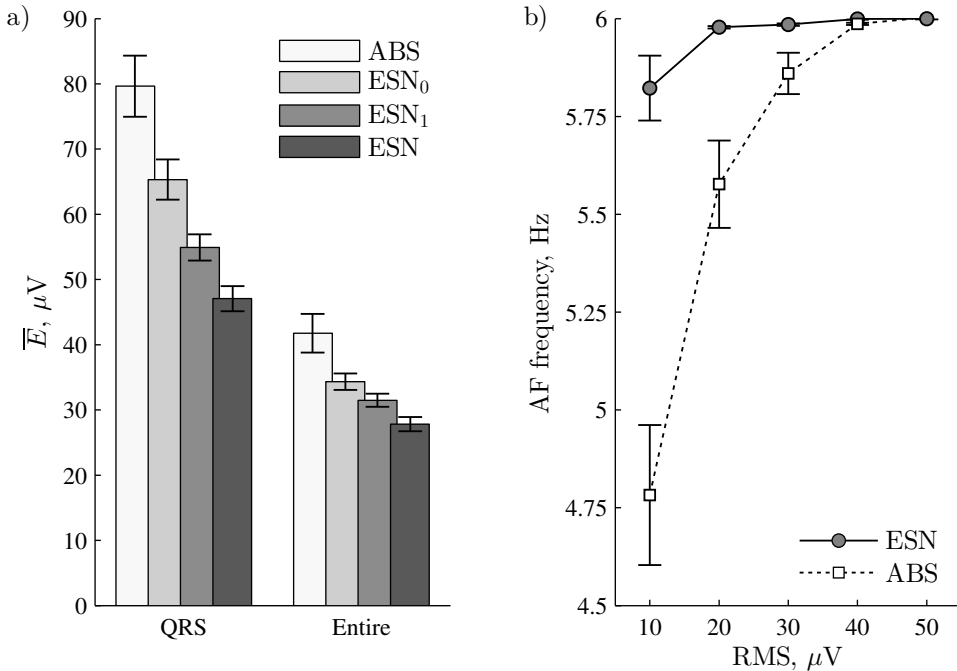 a)
90
80
70
60
50
40
30
20
10
0
E̿, μV
ABS
ESN₀
ESN₁
ESN
QRS
Entire
b)
6
5.75
5.5
5.25
5
4.75
4.5
AF frequency, Hz
ESN
ABS
10 20 30 40 50
RMS, μV